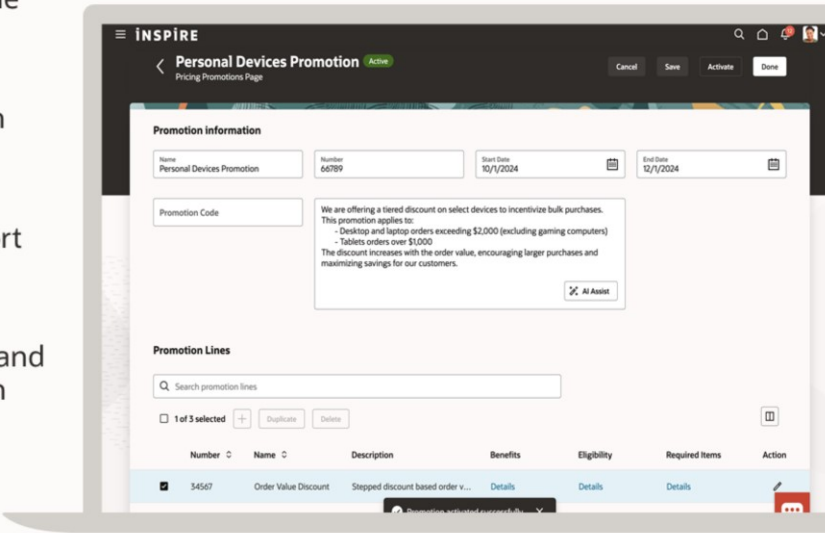 rt
and
INSPIRE
Personal Devices Promotion Active
Pricing Promotions Page
Cancel Save Activate Done
Promotion information
Name
Personal Devices Promotion
Number
66789
Start Date
10/1/2024
End Date
12/1/2024
Promotion Code
We are offering a tiered discount on select devices to incentivize bulk purchases.
This promotion applies to:
- Desktop and laptop orders exceeding $2,000 (excluding gaming computers)
- Tablets orders over $1,000
The discount increases with the order value, encouraging larger purchases and
maximizing savings for our customers.
AI Assist
Promotion Lines
Search promotion lines
1 of 3 selected + Duplicate Delete
Number Name Description Benefits Eligibility Required Items Action
34567 Order Value Discount Stepped discount based order v... Details Details Details
Promotion activated successfully